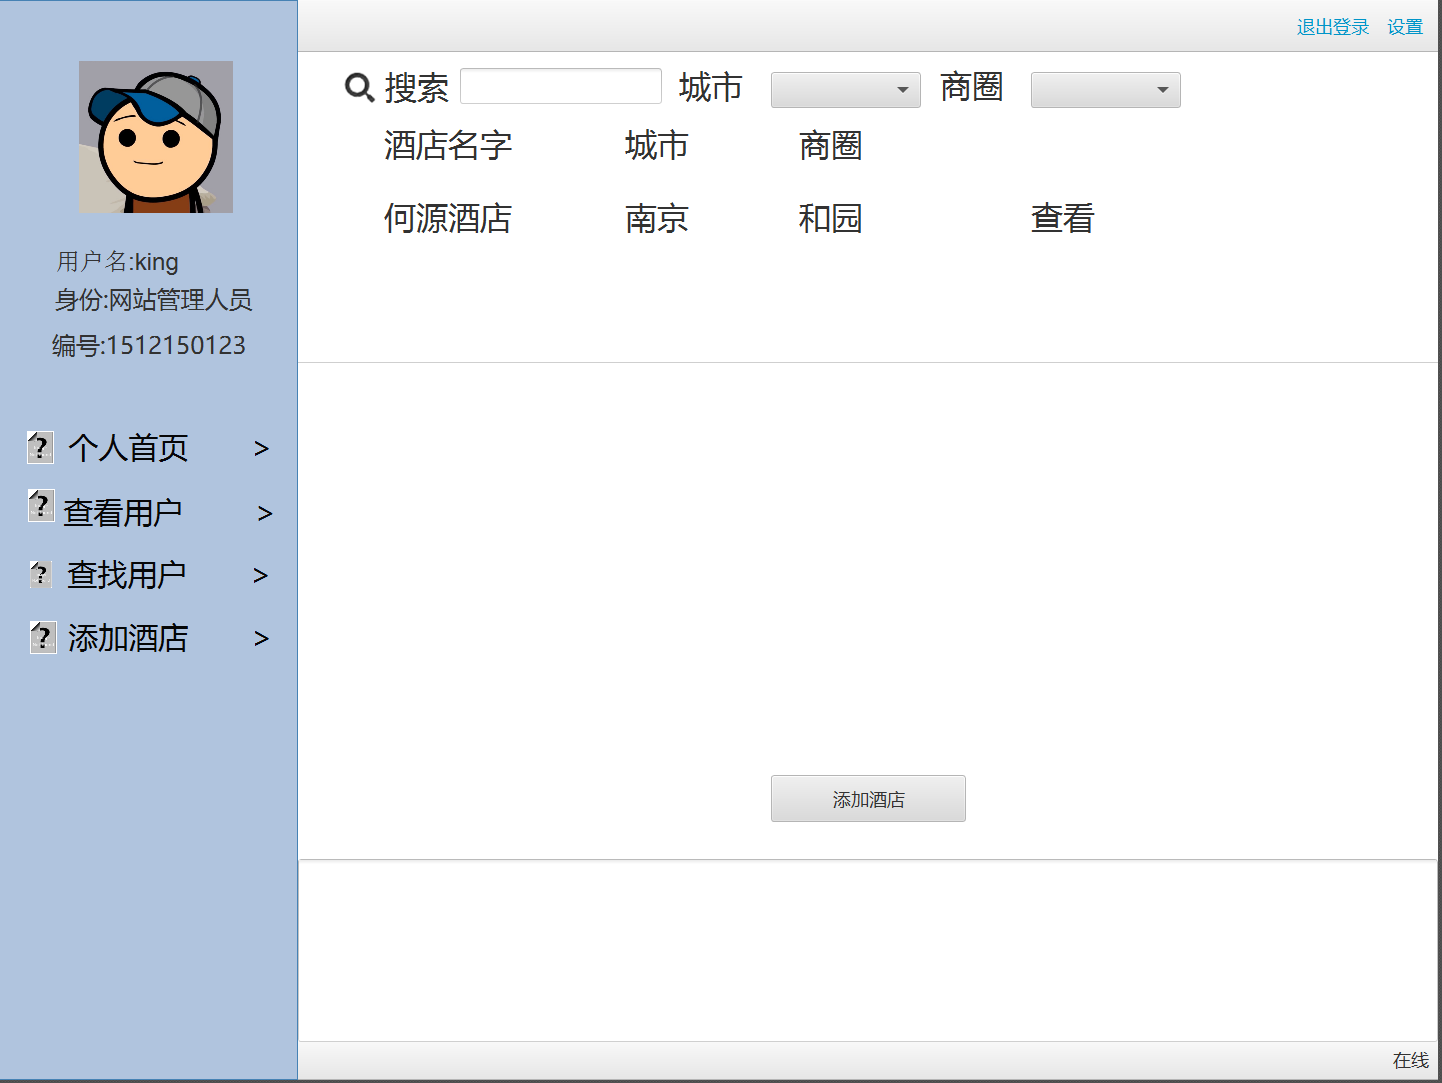 退出登录 设置
搜索 城市 商圈
酒店名字 城市 商圈
何源酒店 南京 和园 查看
用户名:king
身份:网站管理人员
编号:1512150123
? 个人首页 >
? 查看用户 >
? 查找用户 >
? 添加酒店 >
添加酒店
在线